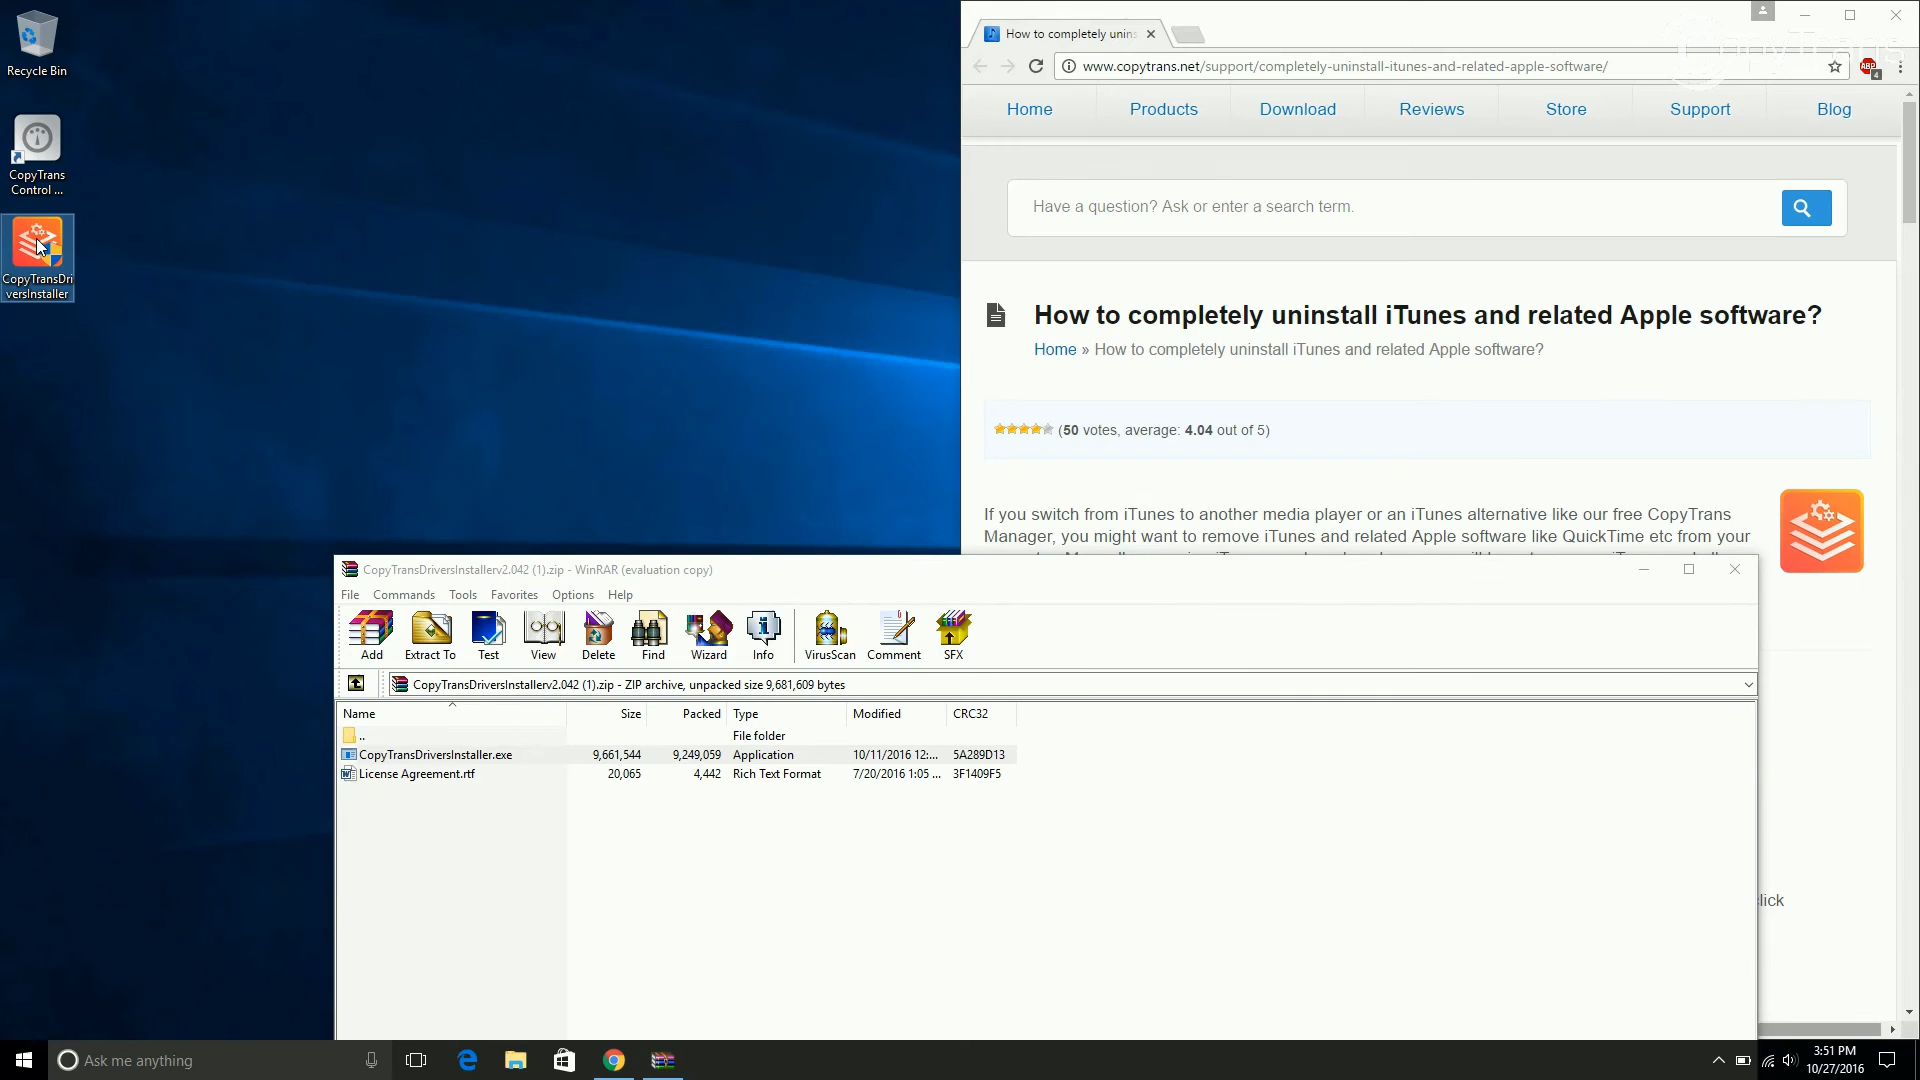 Recycle Bin
CopyTrans
Control ...
CopyTransDri
versInstaller
How to completely unins
www.copytrans.net/support/completely-uninstall-itunes-and-related-apple-software/
ABP
4
Home
Products
Download
Reviews
Store
Support
Blog
Have a question? Ask or enter a search term.
How to completely uninstall iTunes and related Apple software?
Home » How to completely uninstall iTunes and related Apple software?
(50 votes, average: 4.04 out of 5)
If you switch from iTunes to another media player or an iTunes alternative like our free CopyTrans
Manager, you might want to remove iTunes and related Apple software like QuickTime etc from your
click
CopyTransDriversInstallerv2.042 (1).zip - WinRAR (evaluation copy)
File Commands Tools Favorites Options Help
Add Extract To Test View Delete Find Wizard Info VirusScan Comment SFX
CopyTransDriversInstallerv2.042 (1).zip - ZIP archive, unpacked size 9,681,609 bytes
Name Size Packed Type Modified CRC32
.. File folder
CopyTransDriversInstaller.exe 9,661,544 9,249,059 Application 10/11/2016 12:... 5A289D13
License Agreement.rtf 20,065 4,442 Rich Text Format 7/20/2016 1:05 ... 3F1409F5
Ask me anything
3:51 PM
10/27/2016